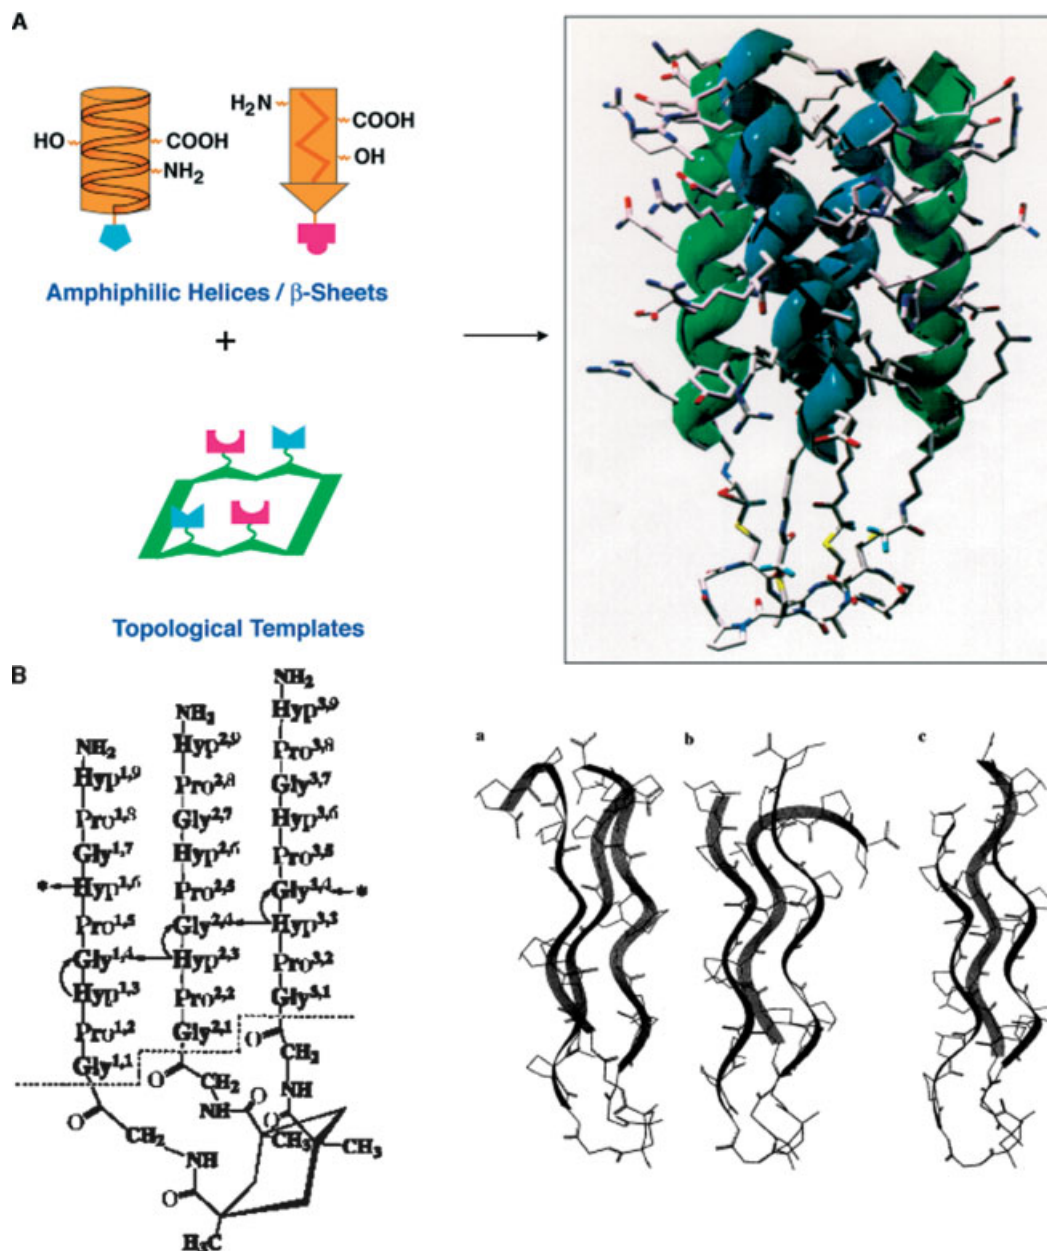 A
HO
COOH
NH2
H2N
COOH
OH
Amphiphilic Helices / β-Sheets
+
Topological Templates
B
NH2
Hyp1,9
Pro1,8
Gly1,7
* Hyp1,6
Pro1,5
Gly1,4
Hyp1,3
Pro1,2
Gly1,1
NH2
Hyp2,9
Pro2,8
Gly2,7
Hyp2,6
Pro2,5
Gly2,4
Hyp2,3
Pro2,2
Gly2,1
NH2
Hyp3,9
Pro3,8
Gly3,7
Hyp3,6
Pro3,5
Gly3,4 *
Hyp3,3
Pro3,2
Gly3,1
O
CH2
NH
O
O
CH2
NH
O
O
CH2
NH
O
CH3
CH3
H3C
a
b
c